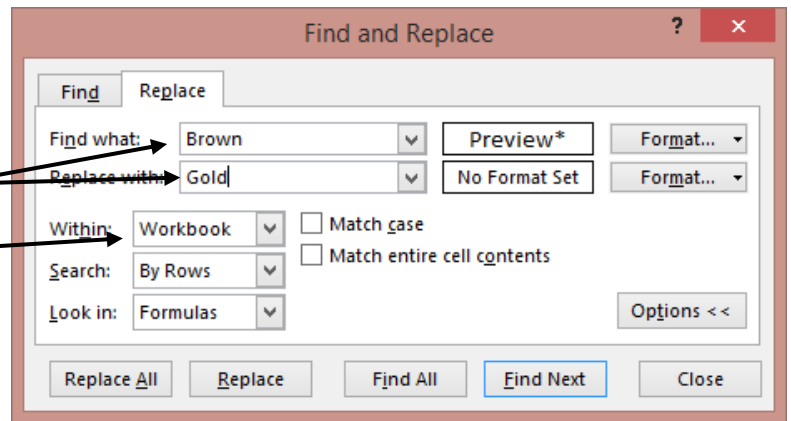 Find and Replace ? ×
Find Replace
Find what: Brown Preview* Format...
Replace with: Gold No Format Set Format...
Within: Workbook Match case
Match entire cell contents
Search: By Rows
Look in: Formulas Options <<
Replace All Replace Find All Find Next Close